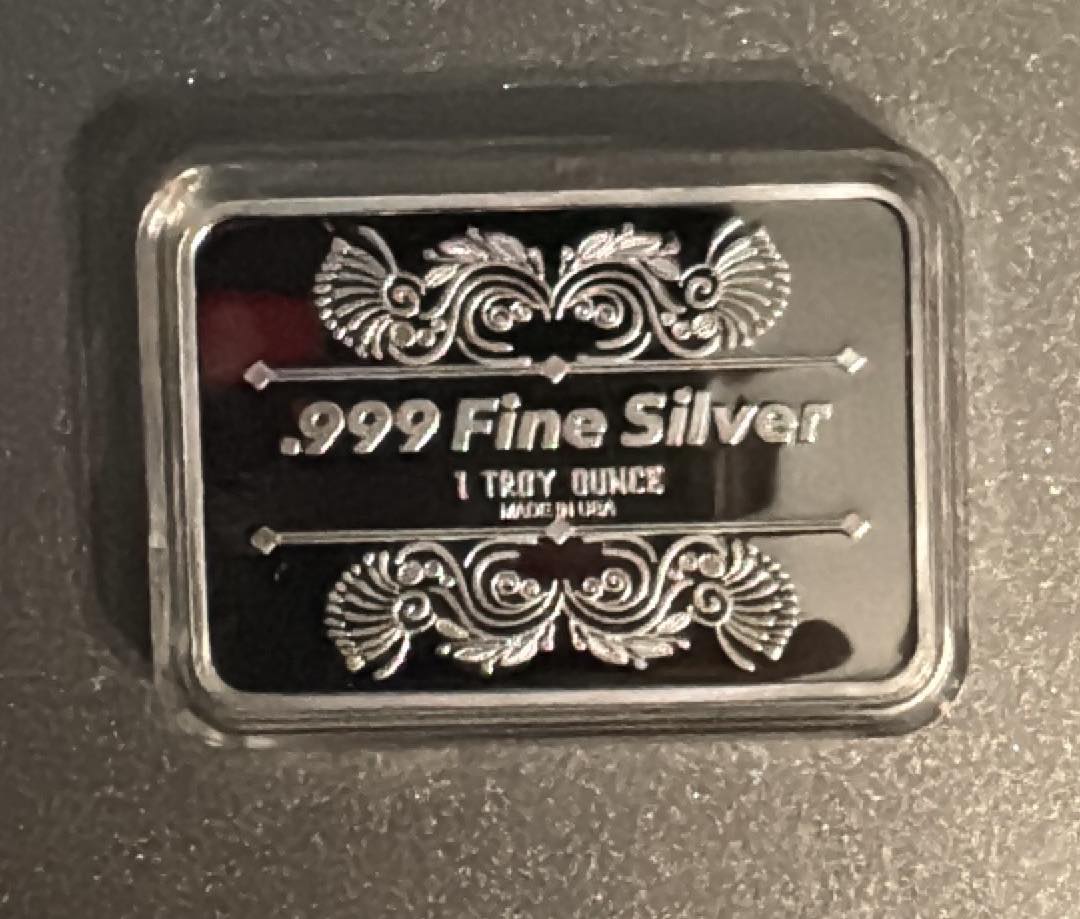 .999 Fine Silver
1 TROY OUNCE
MADE IN USA